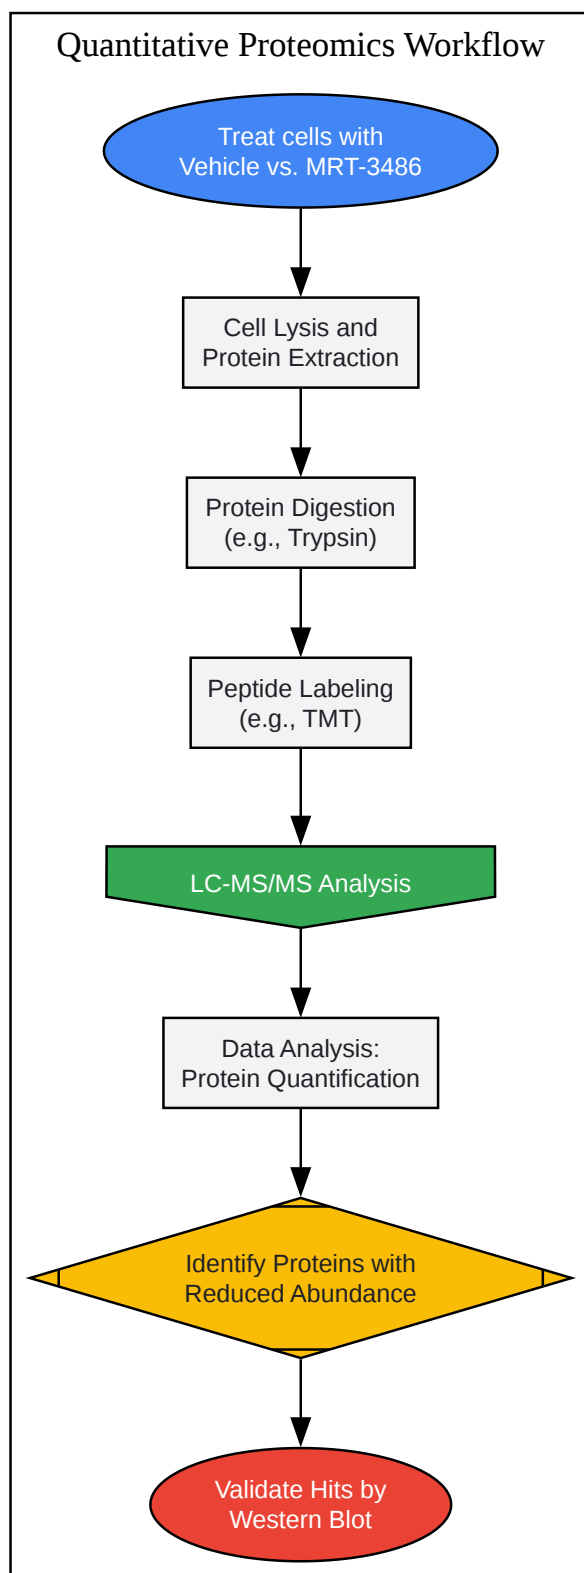 Quantitative Proteomics Workflow
Treat cells with
Vehicle vs. MRT-3486
Cell Lysis and
Protein Extraction
Protein Digestion
(e.g., Trypsin)
Peptide Labeling
(e.g., TMT)
LC-MS/MS Analysis
Data Analysis:
Protein Quantification
Identify Proteins with
Reduced Abundance
Validate Hits by
Western Blot